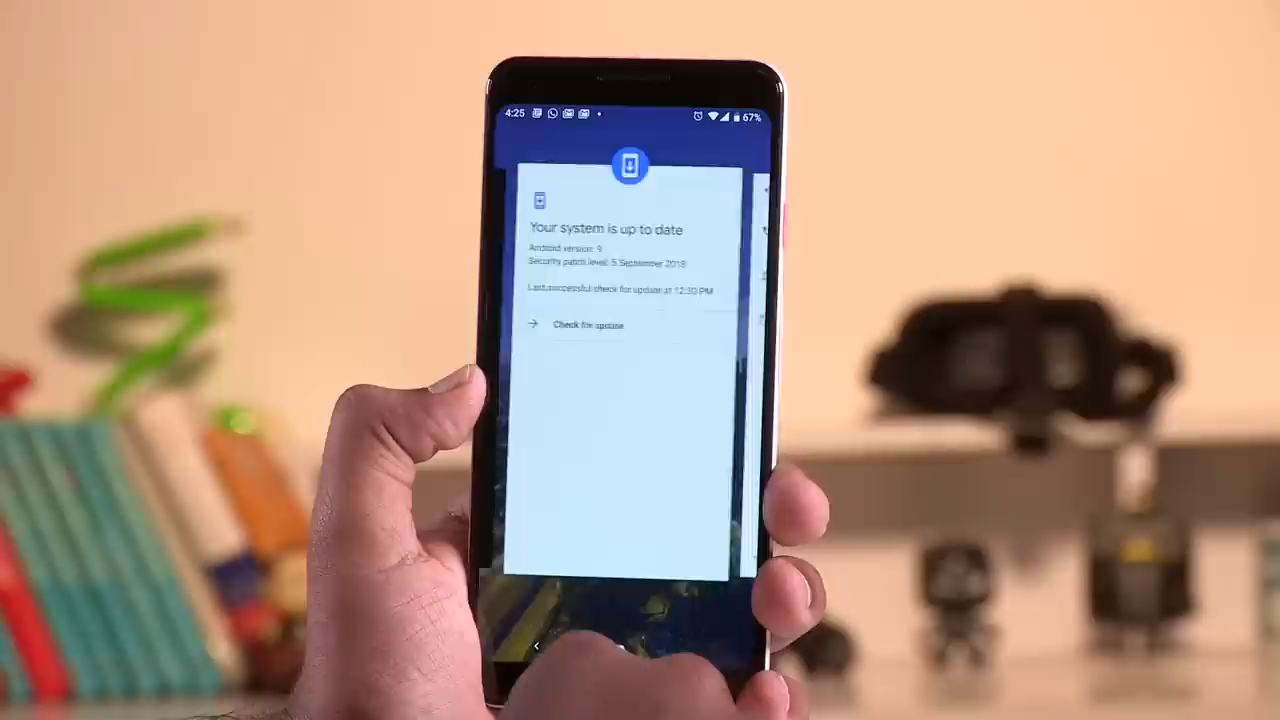 4:25
67%
Your system is up to date
Android version: 9
Security patch level: 5 September 2018
Last successful check for update at 12:30 PM
Check for update